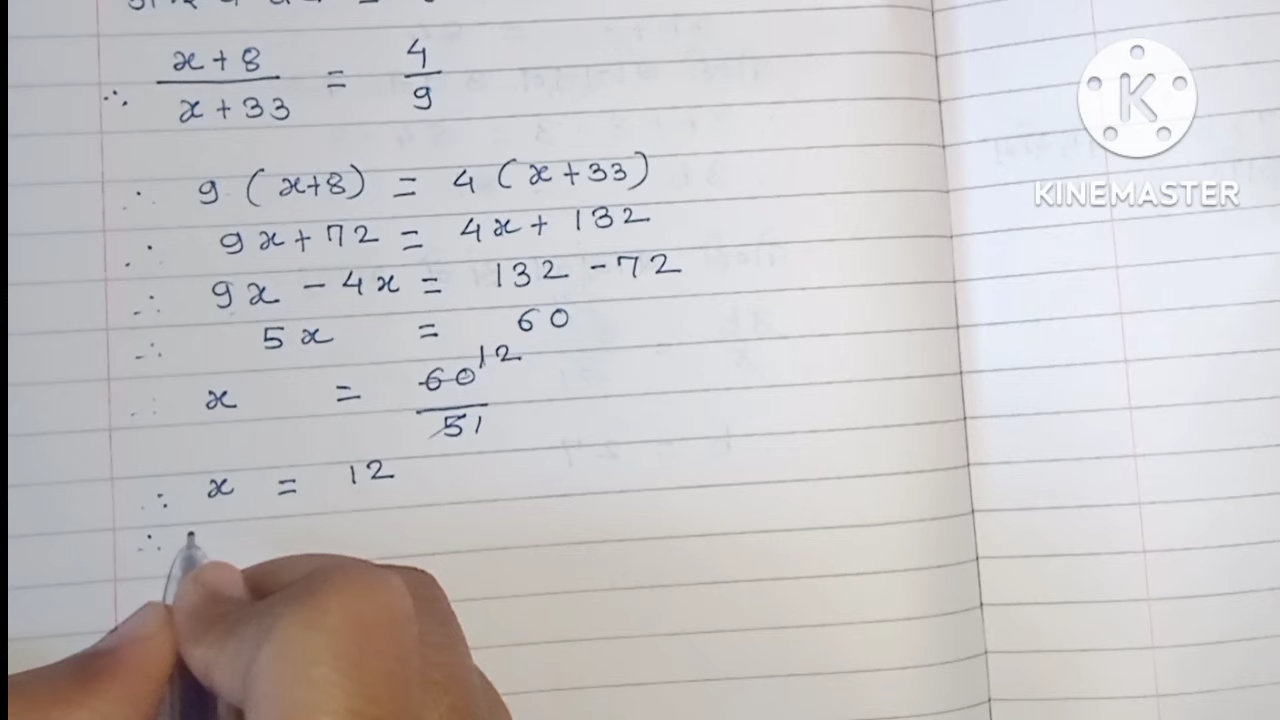 ∴ x+8 / x+33 = 4 / 9
∴ 9 (x+8) = 4 (x+33)
∴ 9x+72 = 4x+132
∴ 9x - 4x = 132 - 72
∴ 5x = 60
∴ x = 60 12 / 5 1
∴ x = 12
∴
K
KINEMASTER